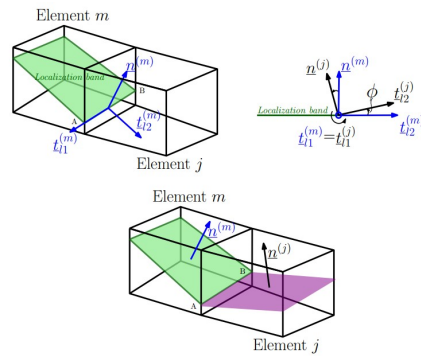 Element m
n^(m)
Localization band
A
B
t_l1^(m)
t_l2^(m)
Element j
n^(j)
n^(m)
ϕ
t_l2^(j)
Localization band
t_l1^(m)=t_l1^(j)
t_l2^(m)
Element m
n^(m)
n^(j)
B
A
Element j